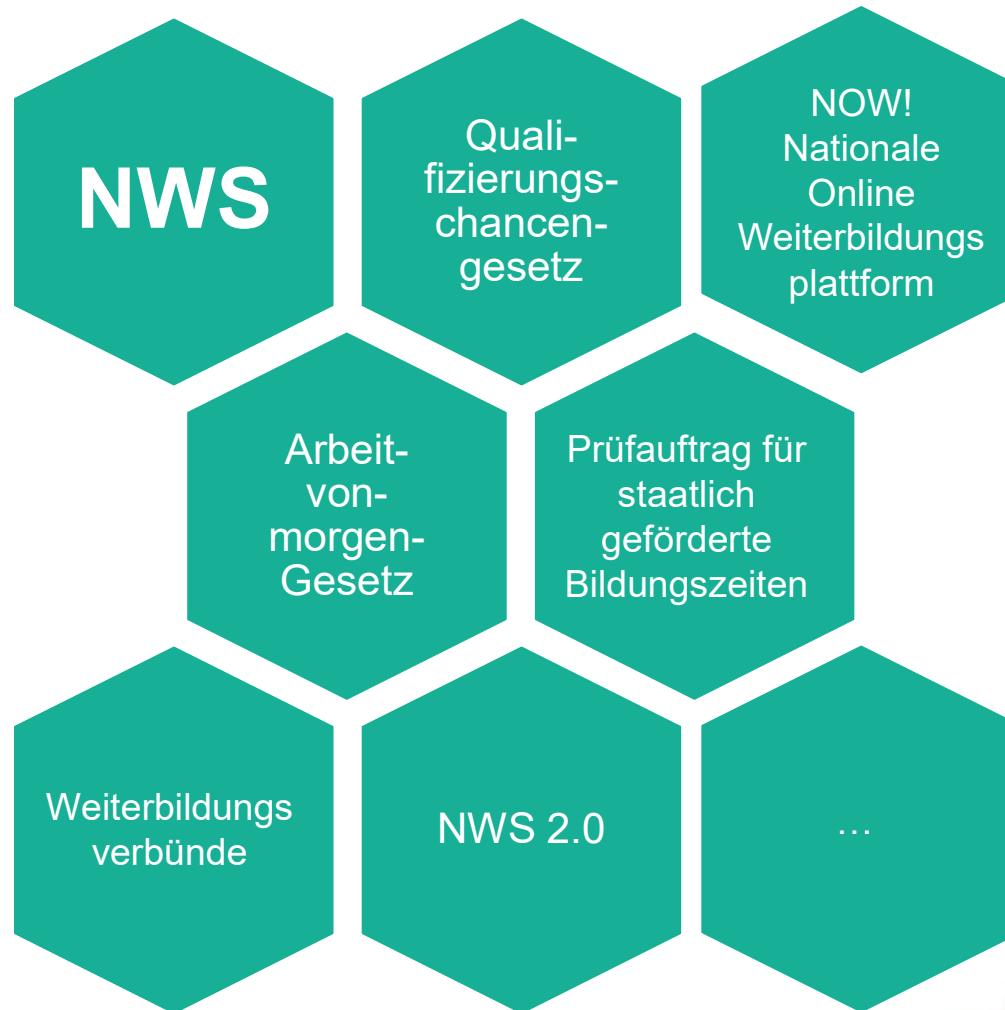 NWS
Quali-
fizierungs-
chancen-
gesetz
NOW!
Nationale
Online
Weiterbildungs
plattform
Arbeit-
von-
morgen-
Gesetz
Prüfauftrag für
staatlich
geförderte
Bildungszeiten
Weiterbildungs
verbünde
NWS 2.0
…